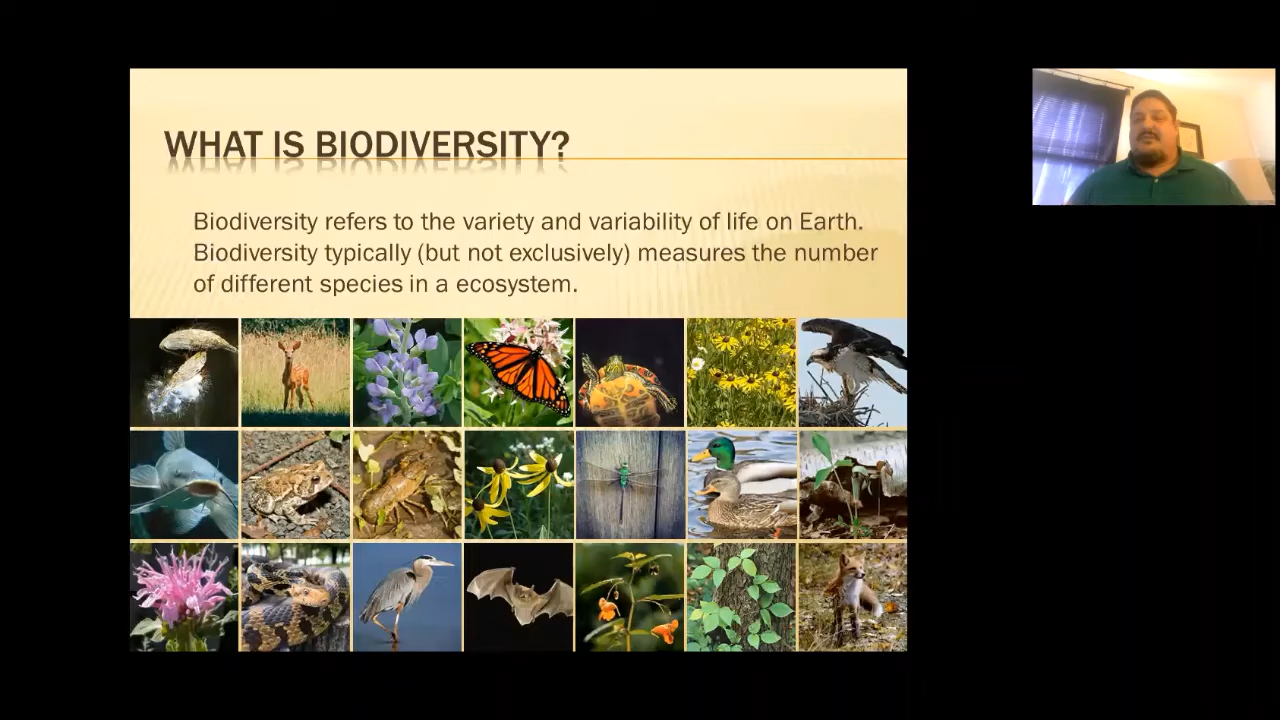 WHAT IS BIODIVERSITY?
Biodiversity refers to the variety and variability of life on Earth.
Biodiversity typically (but not exclusively) measures the number
of different species in a ecosystem.